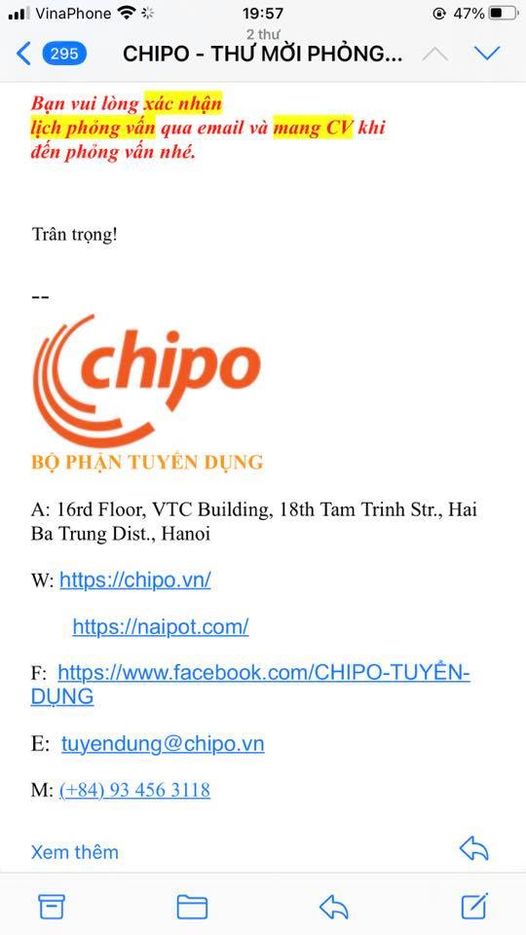 VinaPhone 19:57 47%
2 thư
295 CHIPO - THƯ MỜI PHỎNG...
Bạn vui lòng xác nhận
lịch phỏng vấn qua email và mang CV khi
đến phỏng vấn nhé.
Trân trọng!
--
chipo
BỘ PHẬN TUYỂN DỤNG
A: 16rd Floor, VTC Building, 18th Tam Trinh Str., Hai
Ba Trung Dist., Hanoi
W: https://chipo.vn/
https://naipot.com/
F: https://www.facebook.com/CHIPO-TUYỂN-
DỤNG
E: tuyendung@chipo.vn
M: (+84) 93 456 3118
Xem thêm